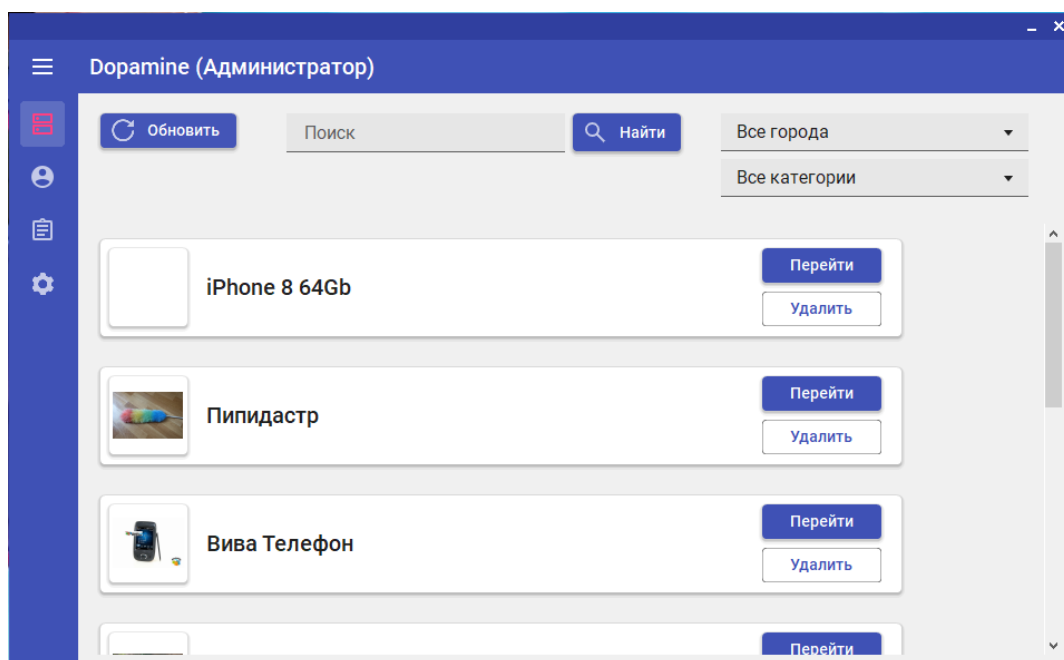 Dopamine (Администратор)
Обновить
Поиск
Найти
Все города
Все категории
iPhone 8 64Gb
Перейти
Удалить
Пипидастр
Перейти
Удалить
Вива Телефон
Перейти
Удалить
Перейти